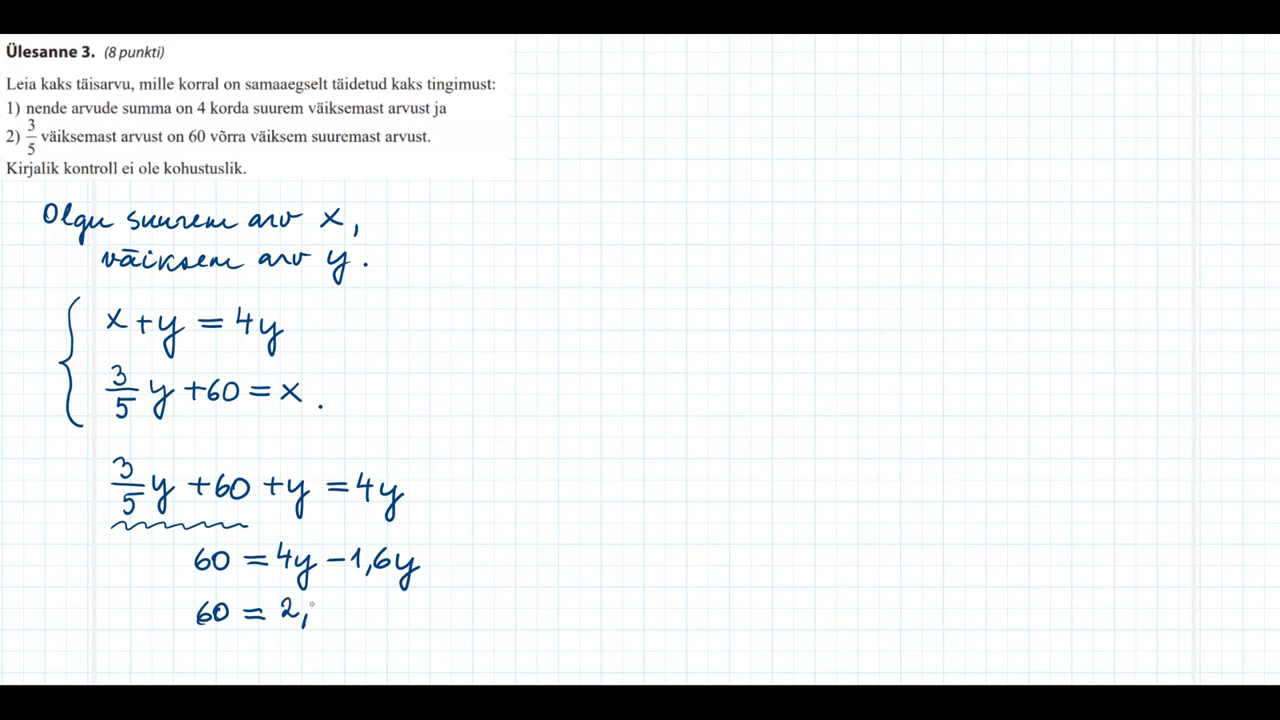 Ülesanne 3. (8 punkti)
Leia kaks täisarvu, mille korral on samaaegselt täidetud kaks tingimust:
1) nende arvude summa on 4 korda suurem väiksemast arvust ja
2) 3/5 väiksemast arvust on 60 võrra väiksem suuremast arvust.
Kirjalik kontroll ei ole kohustuslik.
Olgu suurem arv x,
väiksem arv y.
x + y = 4y
3/5 y + 60 = x .
3/5 y + 60 + y = 4y
60 = 4y - 1,6y
60 = 2,